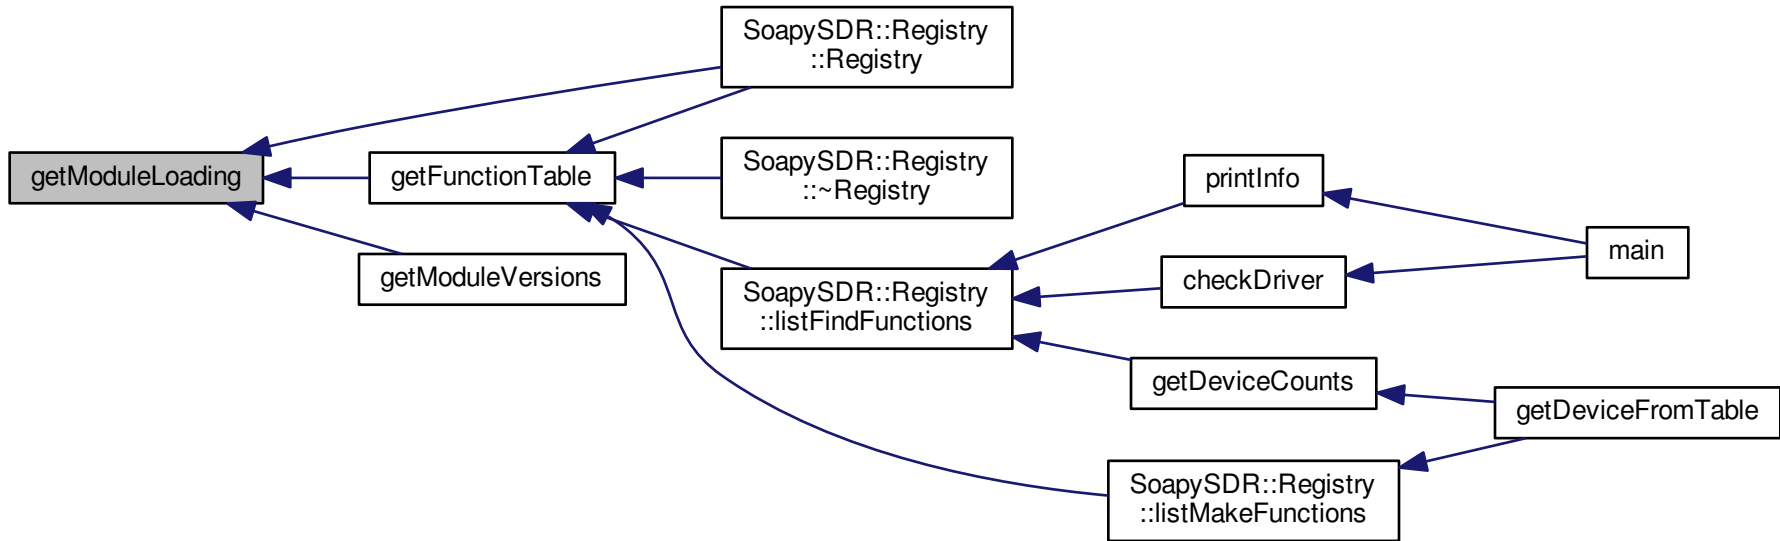 getModuleLoading
getFunctionTable
getModuleVersions
SoapySDR::Registry
::Registry
SoapySDR::Registry
::~Registry
SoapySDR::Registry
::listFindFunctions
printInfo
checkDriver
getDeviceCounts
SoapySDR::Registry
::listMakeFunctions
main
getDeviceFromTable